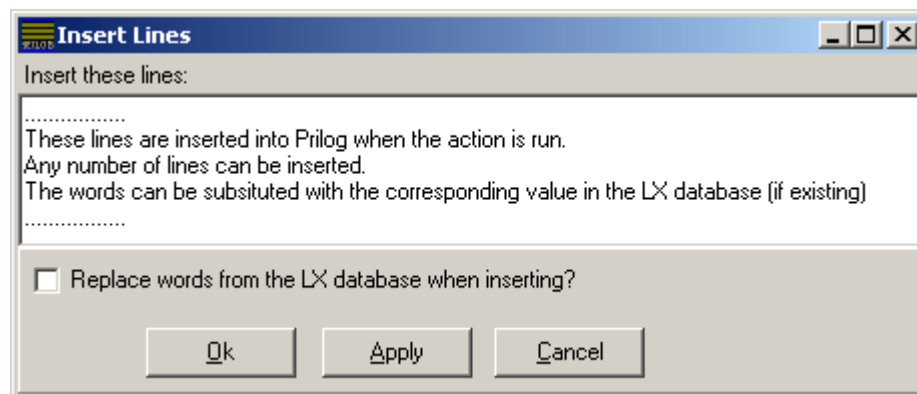 Insert Lines
Insert these lines:
................
These lines are inserted into Prilog when the action is run.
Any number of lines can be inserted.
The words can be subsituted with the corresponding value in the LX database (if existing)
................
Replace words from the LX database when inserting?
Ok
Apply
Cancel